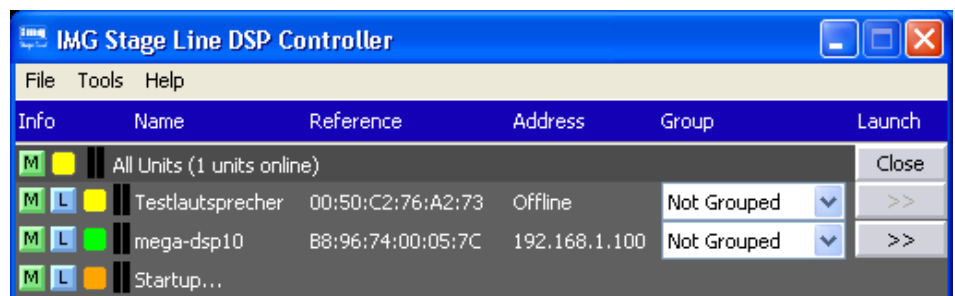 IMG Stage Line DSP Controller
File Tools Help
Info Name Reference Address Group Launch
M All Units (1 units online) Close
M L Testlautsprecher 00:50:C2:76:A2:73 Offline Not Grouped >>
M L mega-dsp10 B8:96:74:00:05:7C 192.168.1.100 Not Grouped >>
M L Startup...